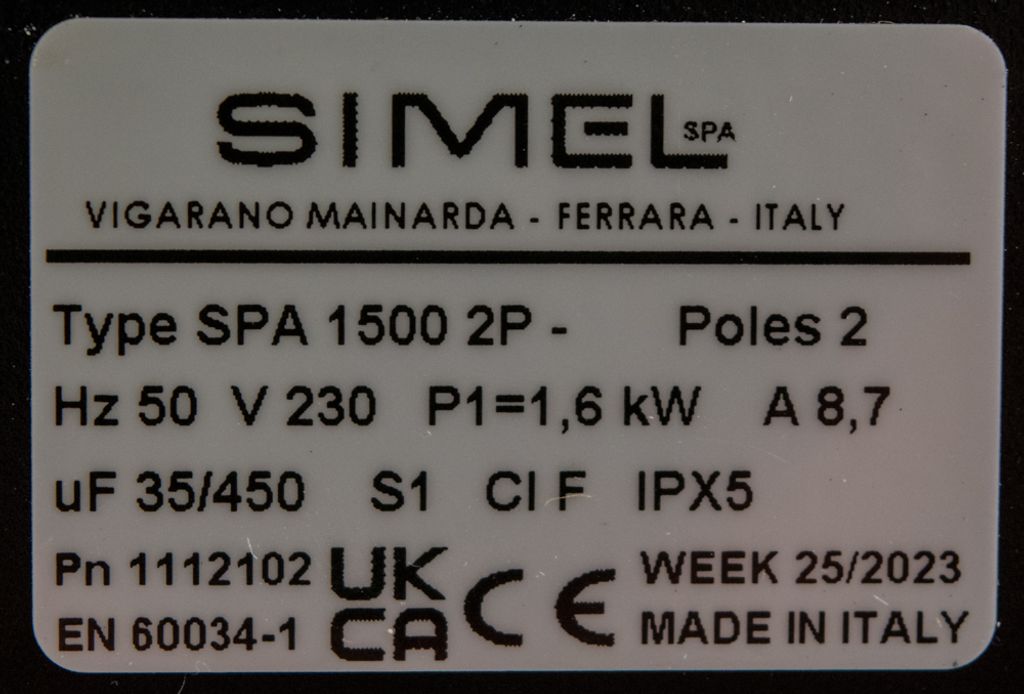 SIMEL SPA
VIGARANO MAINARDA - FERRARA - ITALY
Type SPA 1500 2P - Poles 2
Hz 50 V 230 P1=1,6 kW A 8,7
uF 35/450 S1 Cl F IPX5
Pn 1112102 UK CA CE WEEK 25/2023
EN 60034-1 MADE IN ITALY